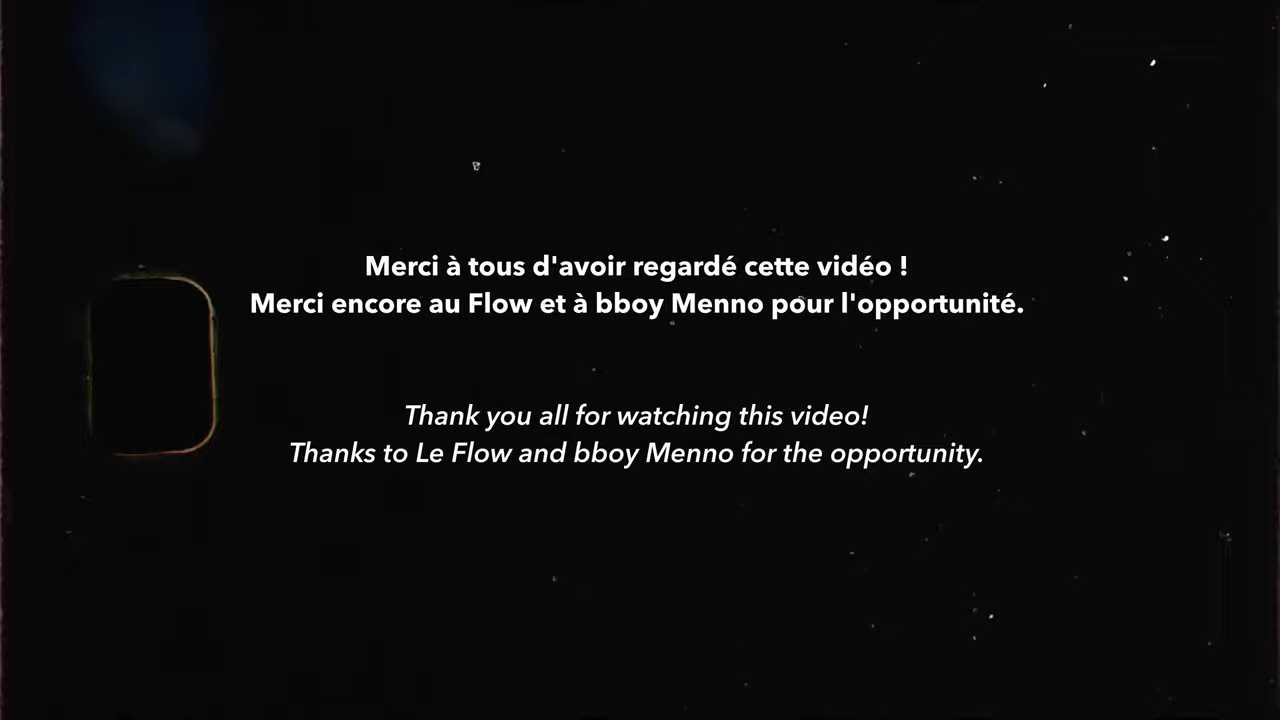 Merci à tous d'avoir regardé cette vidéo !
Merci encore au Flow et à bboy Menno pour l'opportunité.
Thank you all for watching this video!
Thanks to Le Flow and bboy Menno for the opportunity.